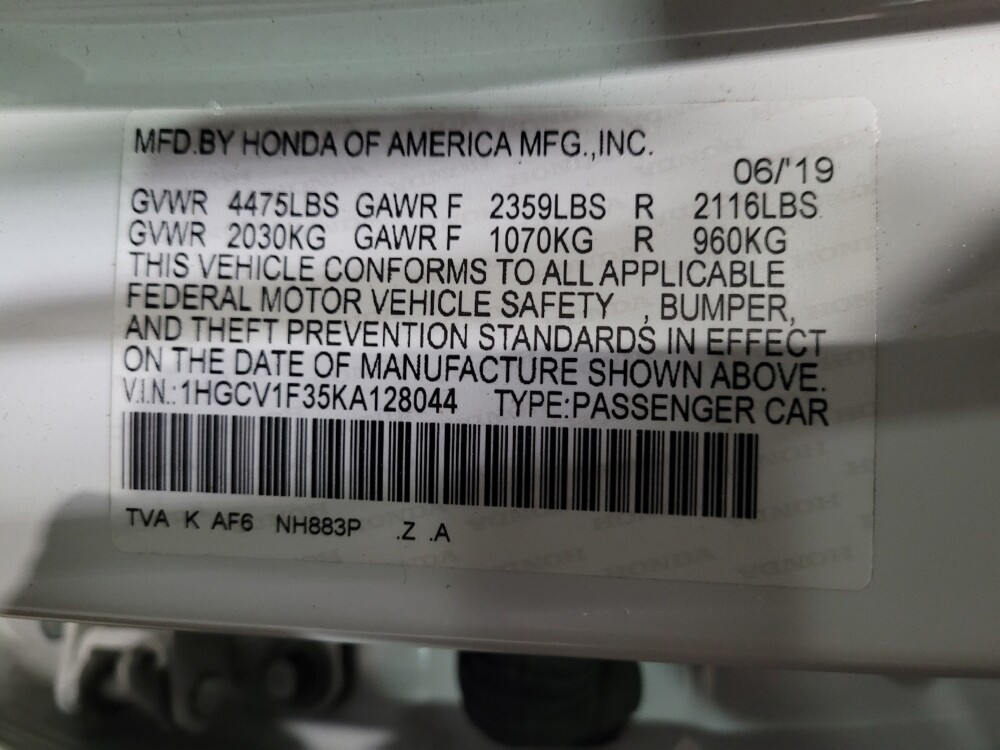 MFD.BY HONDA OF AMERICA MFG.,INC.
06/'19
GVWR 4475LBS GAWR F 2359LBS R 2116LBS
GVWR 2030KG GAWR F 1070KG R 960KG
THIS VEHICLE CONFORMS TO ALL APPLICABLE
FEDERAL MOTOR VEHICLE SAFETY , BUMPER,
AND THEFT PREVENTION STANDARDS IN EFFECT
ON THE DATE OF MANUFACTURE SHOWN ABOVE.
V.I.N.:1HGCV1F35KA128044 TYPE:PASSENGER CAR
TVA K AF6 NH883P .Z .A